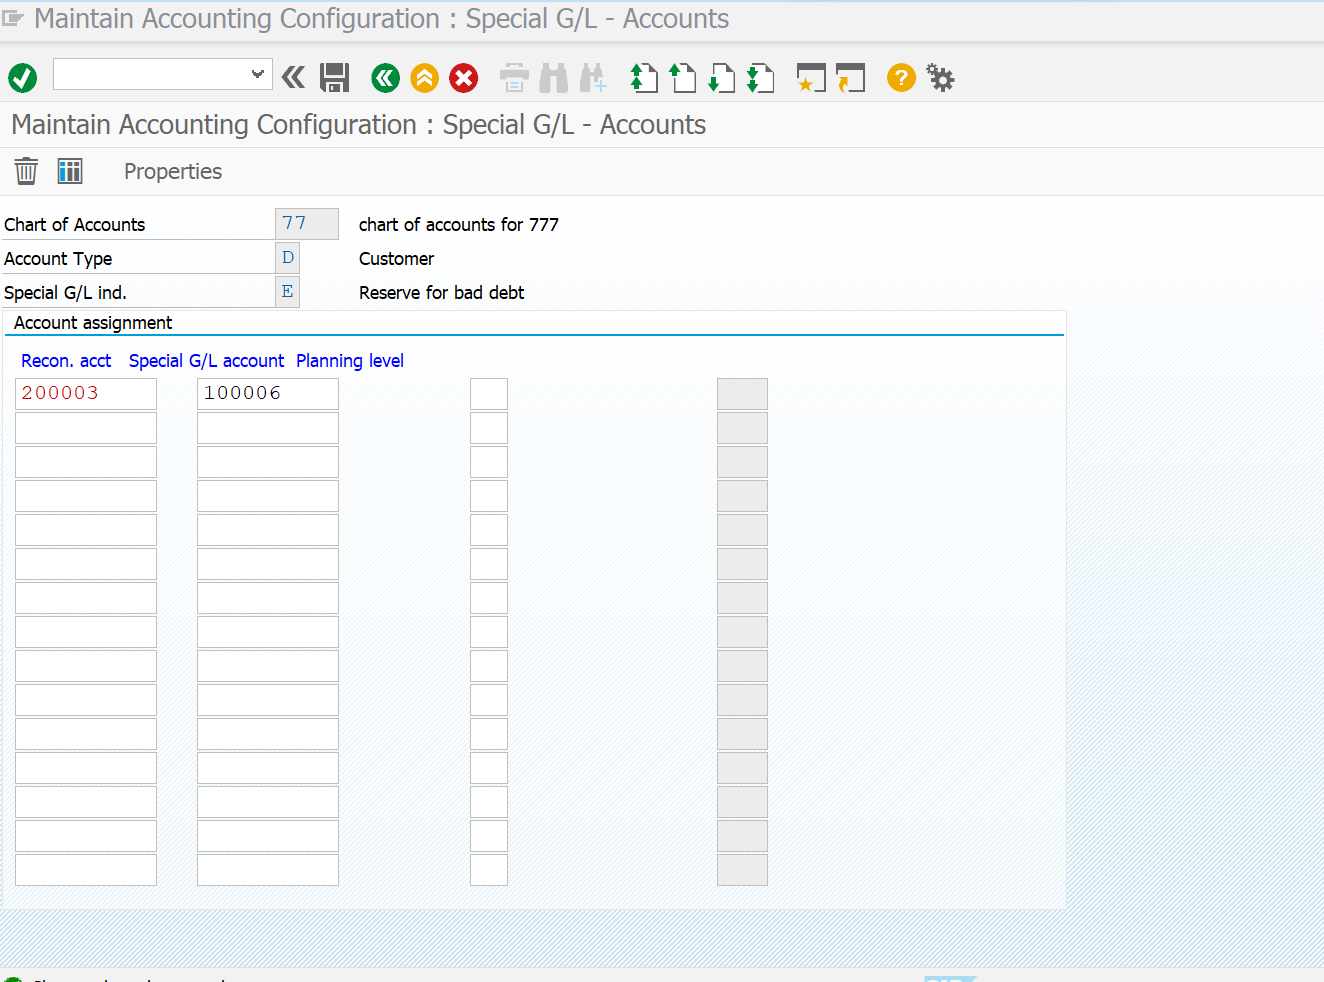 Maintain Accounting Configuration : Special G/L - Accounts
Maintain Accounting Configuration : Special G/L - Accounts
Properties
Chart of Accounts 77 chart of accounts for 777
Account Type D Customer
Special G/L ind. E Reserve for bad debt
Account assignment
Recon. acct Special G/L account Planning level
200003 100006